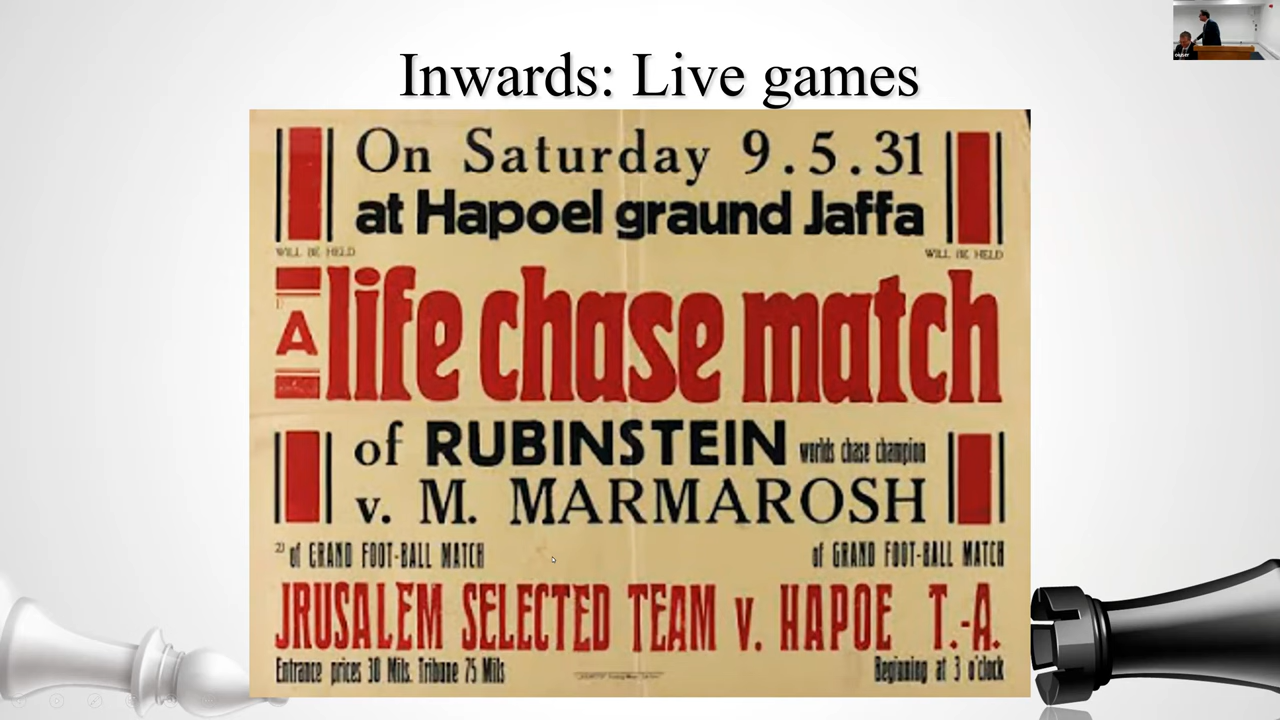 Inwards: Live games
On Saturday 9.5.31
at Hapoel graund Jaffa
WILL BE HELD WILL BE HELD
1) A life chase match
of RUBINSTEIN worlds chase champion
v. M. MARMAROSH
2) of GRAND FOOT-BALL MATCH of GRAND FOOT-BALL MATCH
JRUSALEM SELECTED TEAM v. HAPOE T.-A.
Entrance prices 30 Mils. Tribune 75 Mils Beginning at 3 o'clock